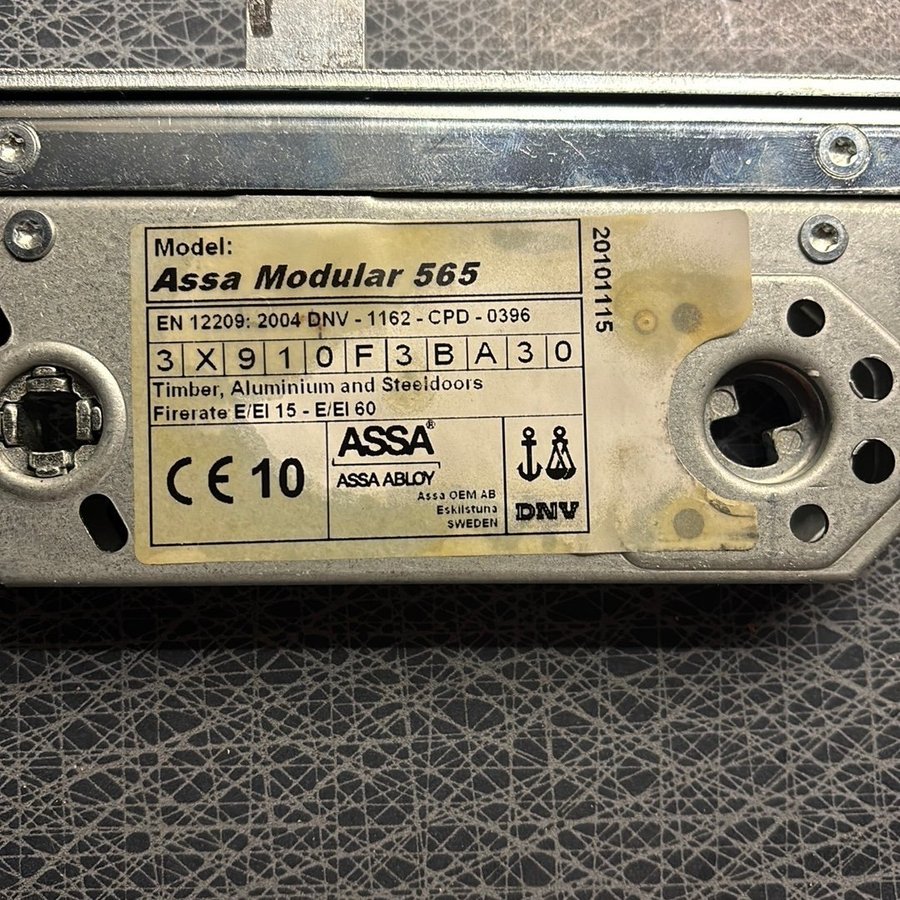 Model:
Assa Modular 565
20101115
EN 12209: 2004 DNV - 1162 - CPD - 0396
3 X 9 1 0 F 3 B A 3 0
Timber, Aluminium and Steeldoors
Firerate E/EI 15 - E/EI 60
CE 10
ASSA®
ASSA ABLOY
Assa OEM AB
Eskilstuna
SWEDEN
DNV